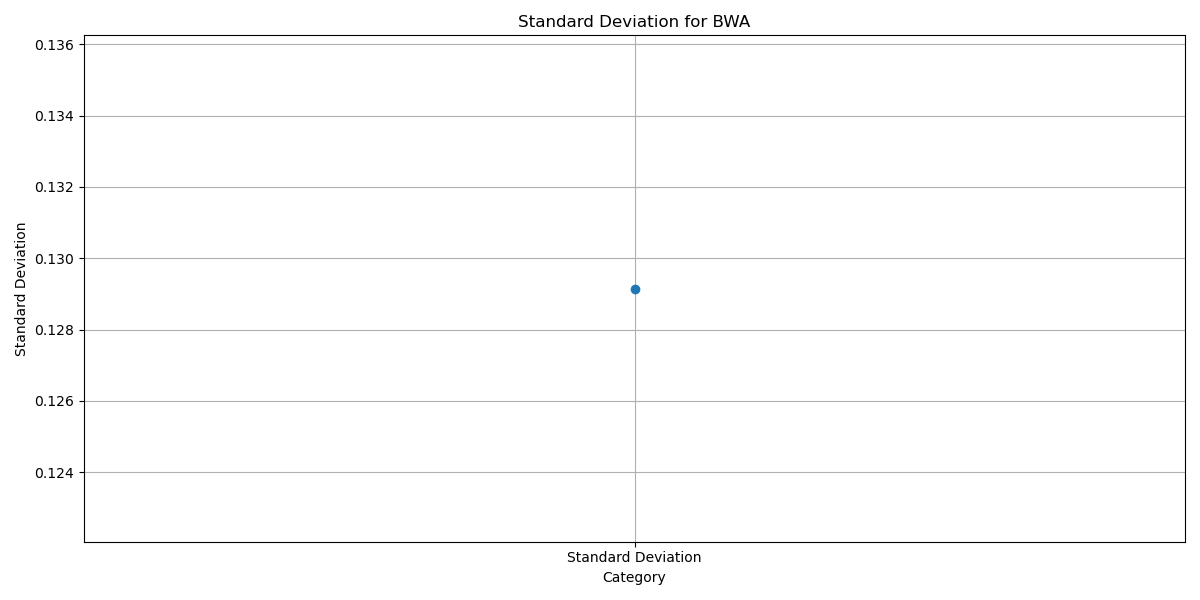 Standard Deviation for BWA
0.136
0.134
0.132
0.130
0.128
0.126
0.124
Standard Deviation
Standard Deviation
Category